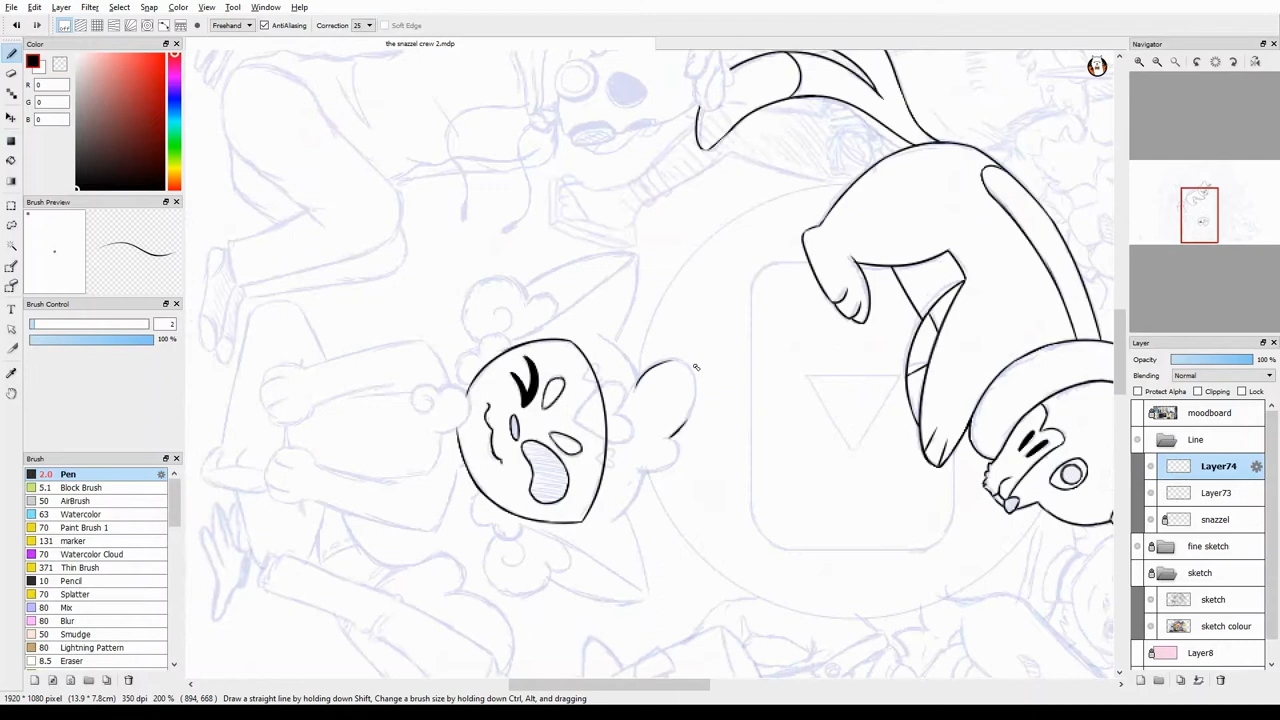 File Edit Layer Filter Select Snap Color View Tool Window Help
off Freehand AntiAliasing Correction 25 Soft Edge
Color
the snazzel crew 2.mdp
Navigator
R 0
G 0
B 0
Brush Preview
Brush Control
2
100 %
Brush
2.0 Pen
5.1 Block Brush
50 AirBrush
63 Watercolor
70 Paint Brush 1
131 marker
70 Watercolor Cloud
371 Thin Brush
10 Pencil
70 Splatter
80 Mix
80 Blur
50 Smudge
80 Lightning Pattern
8.5 Eraser
Layer
Opacity 100 %
Blending Normal
Protect Alpha Clipping Lock
moodboard
Line
Layer74
Layer73
snazzel
fine sketch
sketch
sketch
sketch colour
Layer8
1920 * 1080 pixel (13.9 * 7.8cm) 350 dpi 200 % ( 894, 668 ) Draw a straight line by holding down Shift, Change a brush size by holding down Ctrl, Alt, and dragging